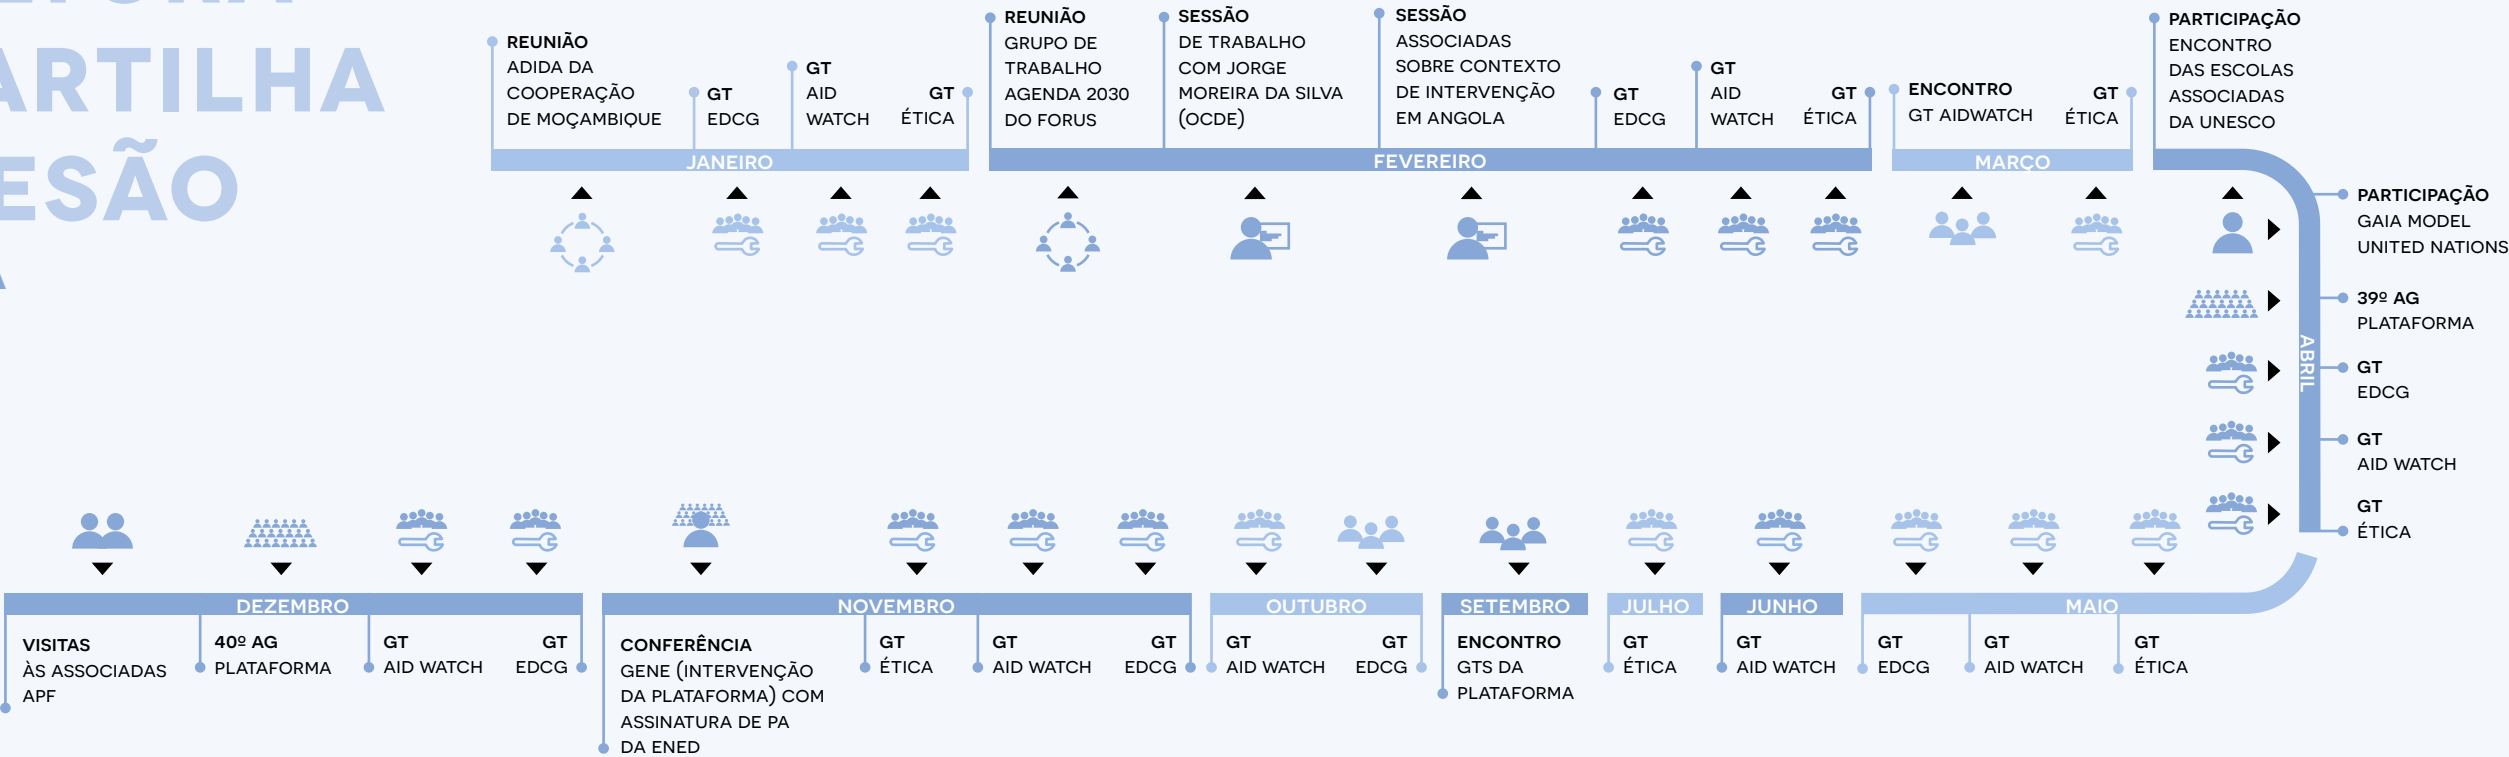 ARTILHA
ESÃO
REUNIÃO
ADIDA DA
COOPERAÇÃO
DE MOÇAMBIQUE
GT
EDCG
GT
AID
WATCH
GT
ÉTICA
JANEIRO
REUNIÃO
GRUPO DE
TRABALHO
AGENDA 2030
DO FORUS
SESSÃO
DE TRABALHO
COM JORGE
MOREIRA DA SILVA
(OCDE)
SESSÃO
ASSOCIADAS
SOBRE CONTEXTO
DE INTERVENÇÃO
EM ANGOLA
GT
EDCG
GT
AID
WATCH
GT
ÉTICA
FEVEREIRO
ENCONTRO
GT AIDWATCH
GT
ÉTICA
MARÇO
PARTICIPAÇÃO
ENCONTRO
DAS ESCOLAS
ASSOCIADAS
DA UNESCO
PARTICIPAÇÃO
GAIA MODEL
UNITED NATIONS
39º AG
PLATAFORMA
GT
EDCG
GT
AID WATCH
GT
ÉTICA
ABRIL
DEZEMBRO
VISITAS
ÀS ASSOCIADAS
APF
40º AG
PLATAFORMA
GT
AID WATCH
GT
EDCG
NOVEMBRO
CONFERÊNCIA
GENE (INTERVENÇÃO
DA PLATAFORMA) COM
ASSINATURA DE PA
DA ENED
GT
ÉTICA
GT
AID WATCH
GT
EDCG
OUTUBRO
GT
AID WATCH
GT
EDCG
SETEMBRO
ENCONTRO
GTS DA
PLATAFORMA
JULHO
GT
ÉTICA
JUNHO
GT
AID WATCH
MAIO
GT
EDCG
GT
AID WATCH
GT
ÉTICA